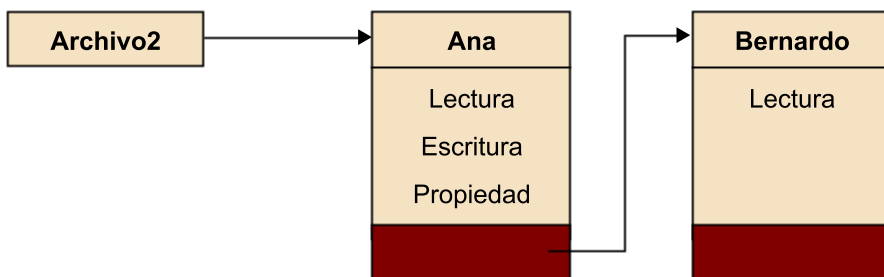 Archivo2
Ana
Lectura
Escritura
Propiedad
Bernardo
Lectura